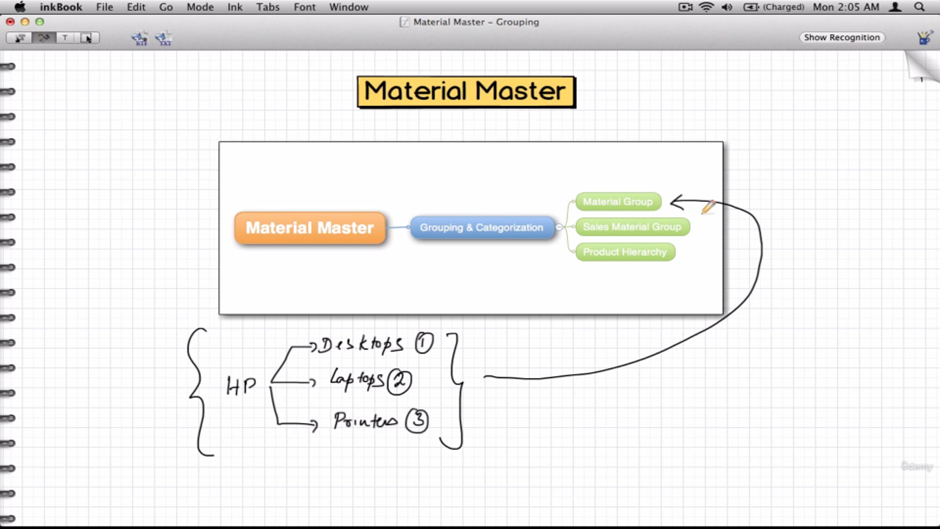 inkBook File Edit Go Mode Ink Tabs Font Window (Charged) Mon 2:05 AM
Material Master – Grouping
T Show Recognition
1
Material Master
Material Group
Material Master Grouping & Categorization Sales Material Group
Product Hierarchy
Desktops 1
HP Laptops 2
Printers 3
Udemy